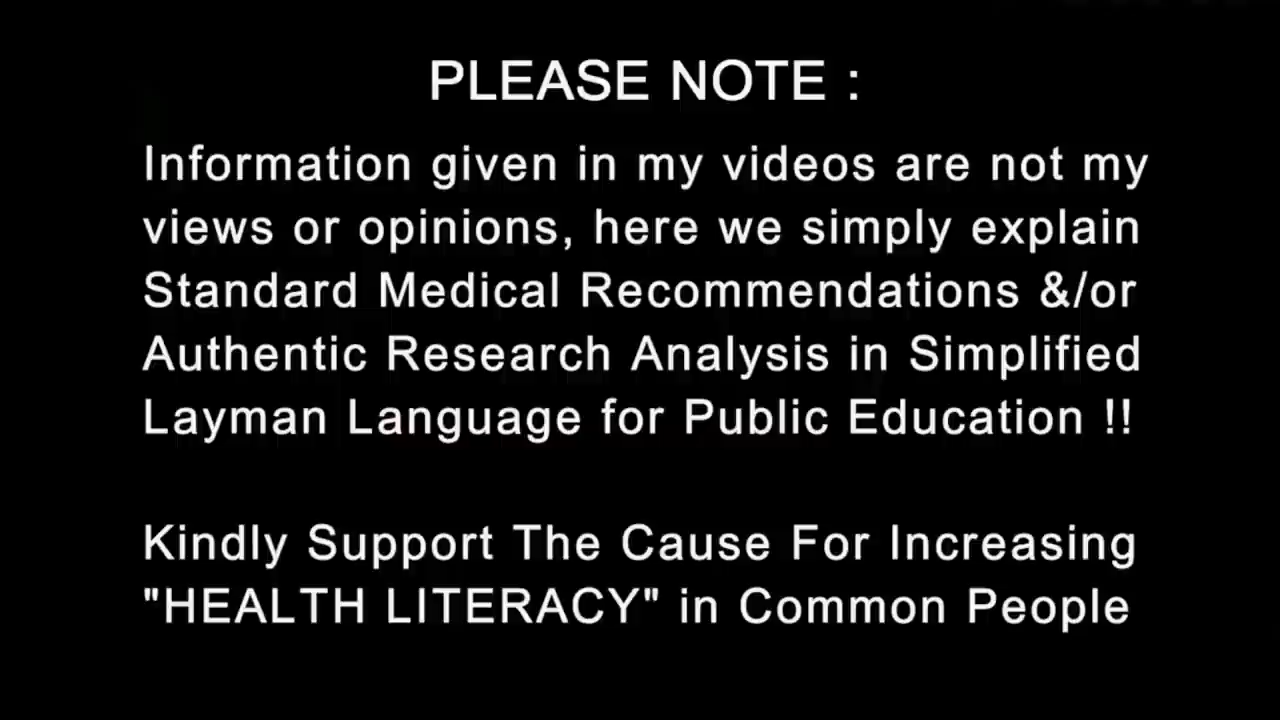 PLEASE NOTE :
Information given in my videos are not my
views or opinions, here we simply explain
Standard Medical Recommendations &/or
Authentic Research Analysis in Simplified
Layman Language for Public Education !!
Kindly Support The Cause For Increasing
"HEALTH LITERACY" in Common People